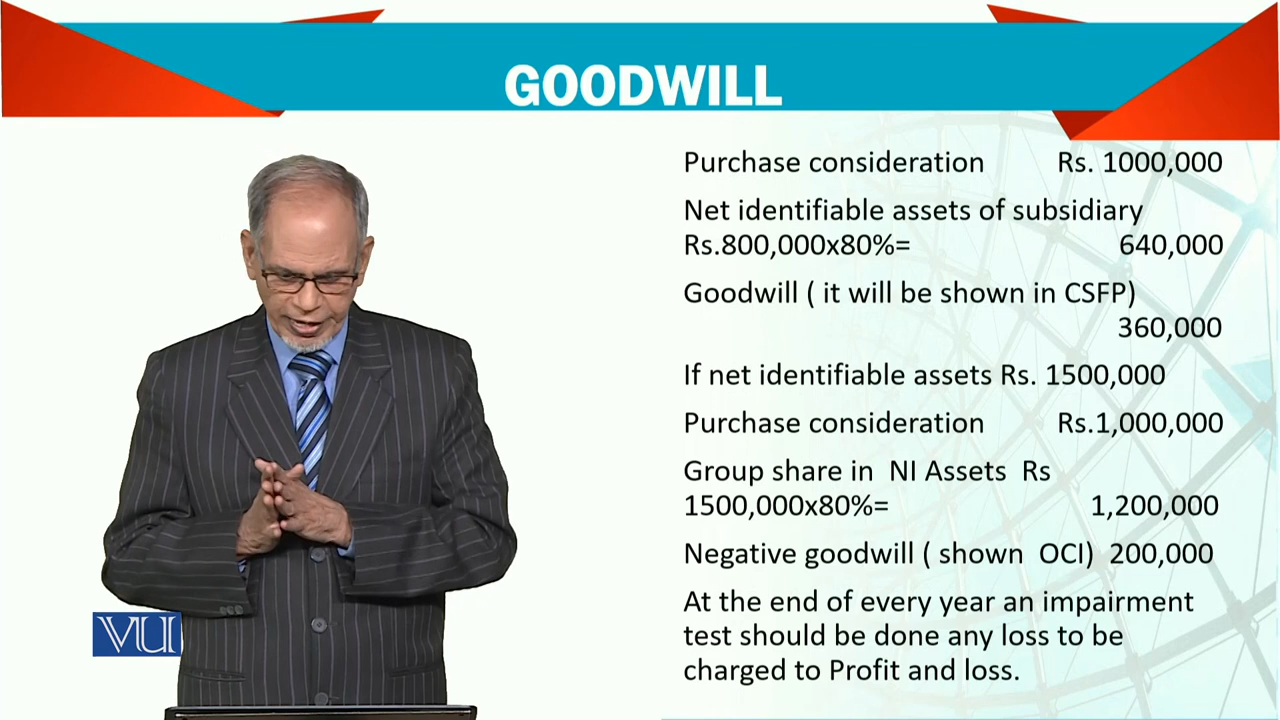 GOODWILL
Purchase consideration Rs. 1000,000
Net identifiable assets of subsidiary
Rs.800,000x80%= 640,000
Goodwill ( it will be shown in CSFP)
360,000
If net identifiable assets Rs. 1500,000
Purchase consideration Rs.1,000,000
Group share in NI Assets Rs
1500,000x80%= 1,200,000
Negative goodwill ( shown OCI) 200,000
At the end of every year an impairment
test should be done any loss to be
charged to Profit and loss.
VU